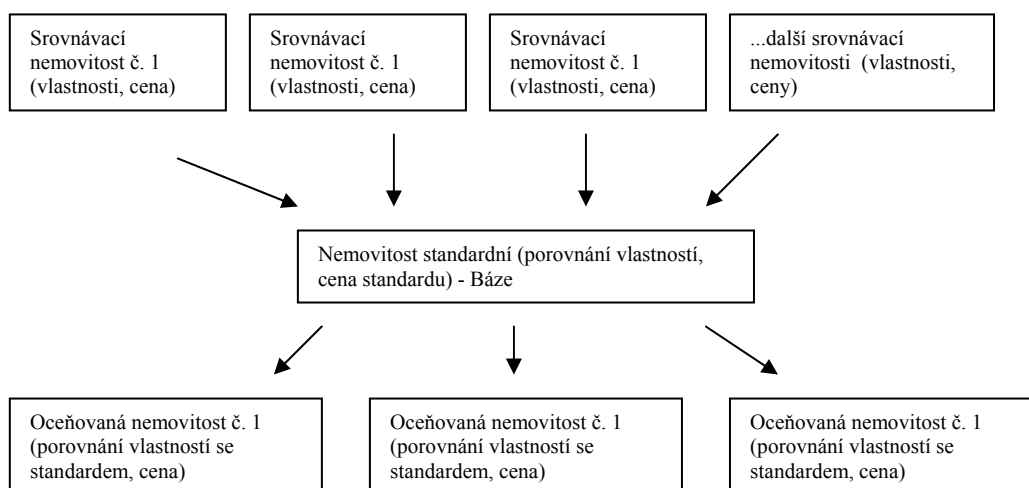 Srovnávací
nemovitost č. 1
(vlastnosti, cena)
Srovnávací
nemovitost č. 1
(vlastnosti, cena)
Srovnávací
nemovitost č. 1
(vlastnosti, cena)
...další srovnávací
nemovitosti (vlastnosti,
ceny)
Nemovitost standardní (porovnání vlastností,
cena standardu) - Báze
Oceňovaná nemovitost č. 1
(porovnání vlastností se
standardem, cena)
Oceňovaná nemovitost č. 1
(porovnání vlastností se
standardem, cena)
Oceňovaná nemovitost č. 1
(porovnání vlastností se
standardem, cena)